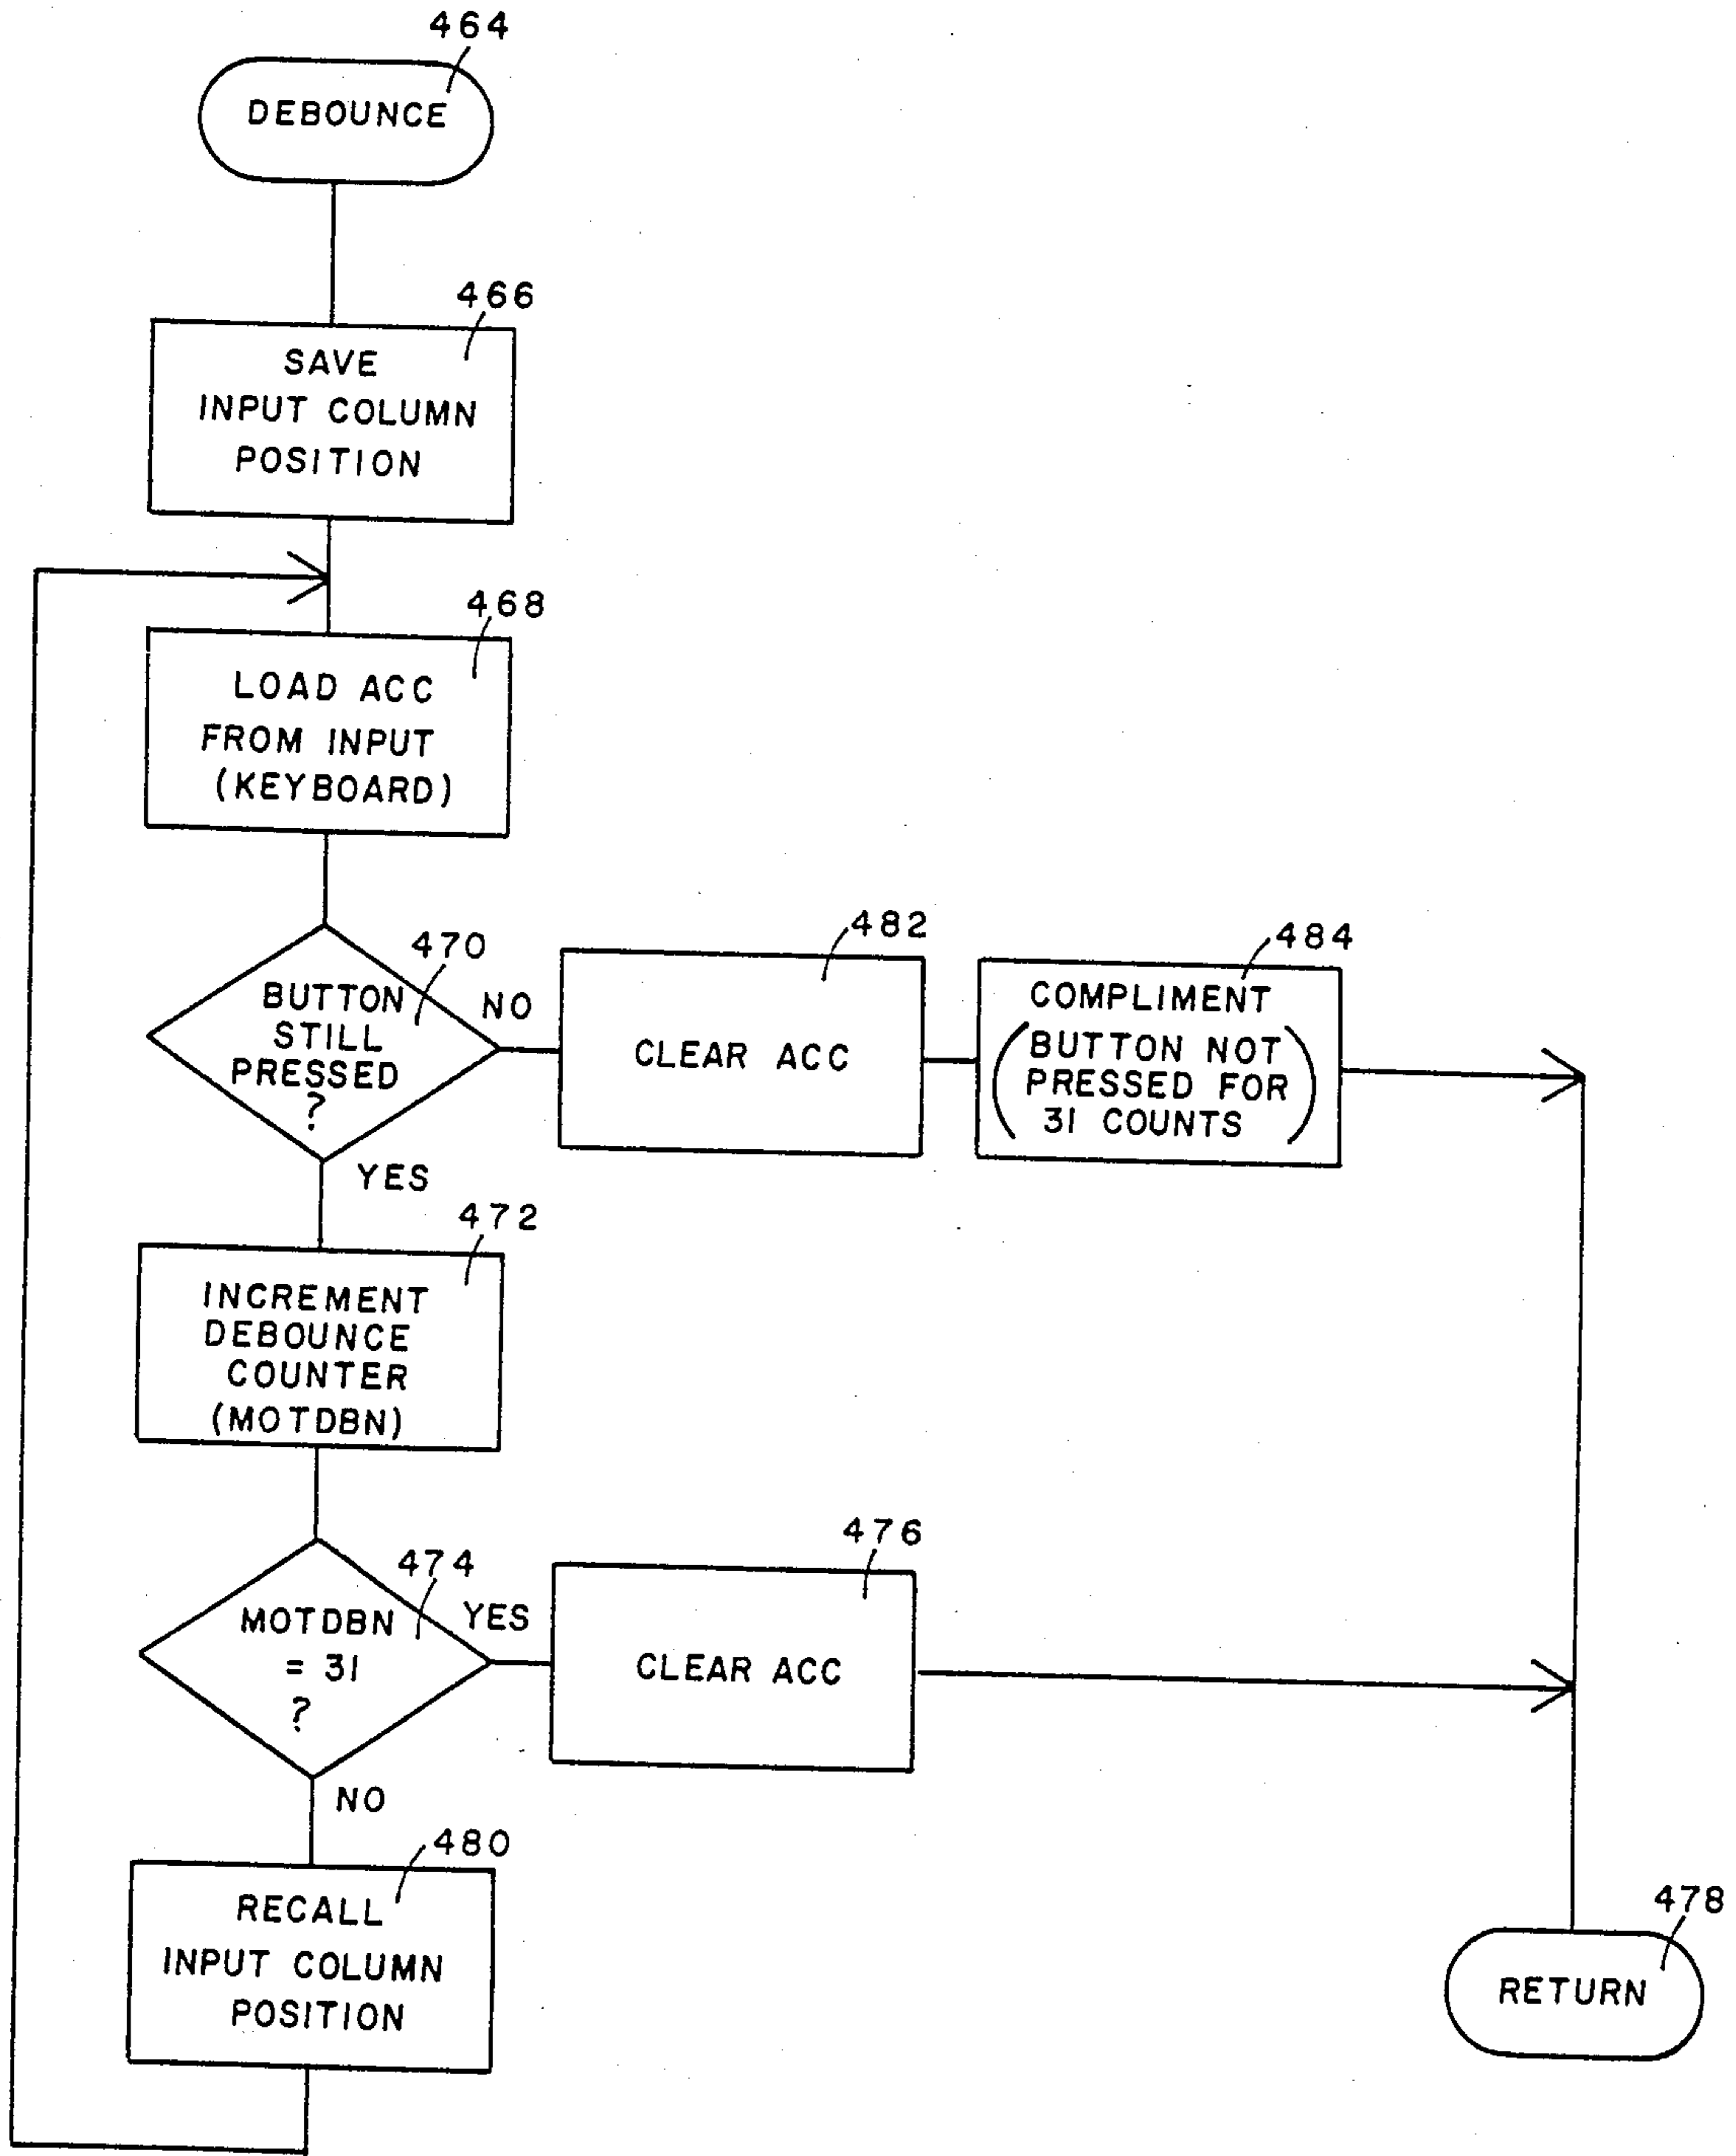 464
DEBOUNCE
466
SAVE
INPUT COLUMN
POSITION
468
LOAD ACC
FROM INPUT
(KEYBOARD)
470
BUTTON
STILL
PRESSED
?
NO
YES
482
CLEAR ACC
484
COMPLIMENT
(BUTTON NOT
PRESSED FOR
31 COUNTS)
472
INCREMENT
DEBOUNCE
COUNTER
(MOTDBN)
474
MOTDBN
= 31
?
YES
NO
476
CLEAR ACC
480
RECALL
INPUT COLUMN
POSITION
478
RETURN